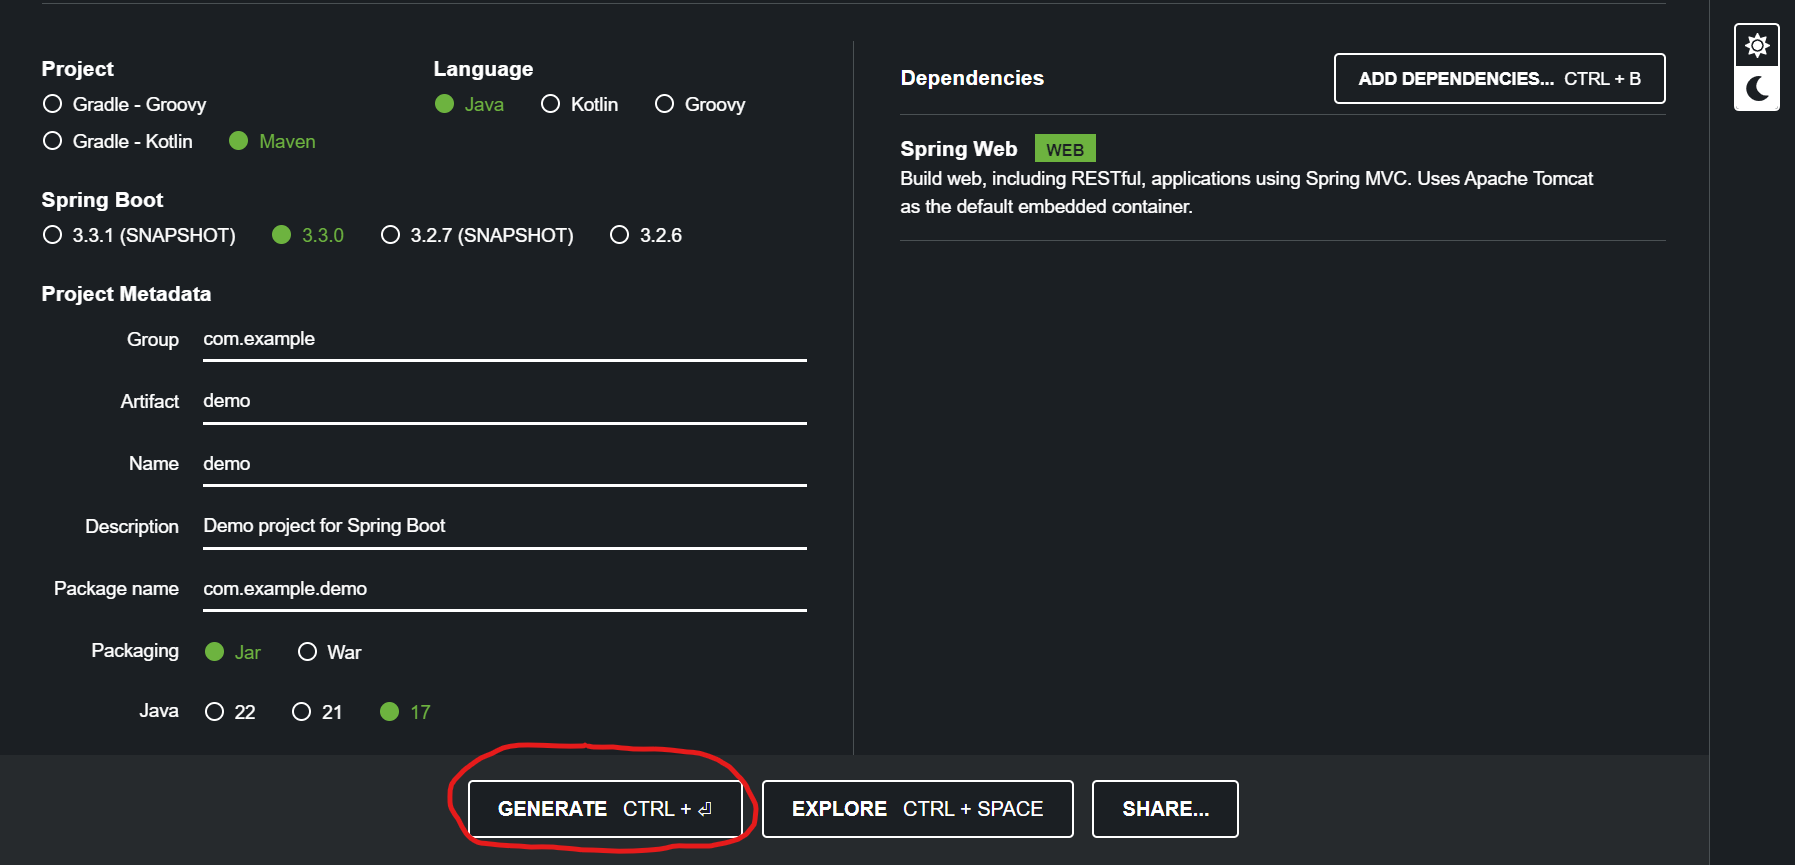 Project
Gradle - Groovy
Gradle - Kotlin Maven
Language
Java Kotlin Groovy
Spring Boot
3.3.1 (SNAPSHOT) 3.3.0 3.2.7 (SNAPSHOT) 3.2.6
Project Metadata
Group com.example
Artifact demo
Name demo
Description Demo project for Spring Boot
Package name com.example.demo
Packaging Jar War
Java 22 21 17
Dependencies
ADD DEPENDENCIES... CTRL + B
Spring Web WEB
Build web, including RESTful, applications using Spring MVC. Uses Apache Tomcat
as the default embedded container.
GENERATE CTRL + ⏎
EXPLORE CTRL + SPACE
SHARE...